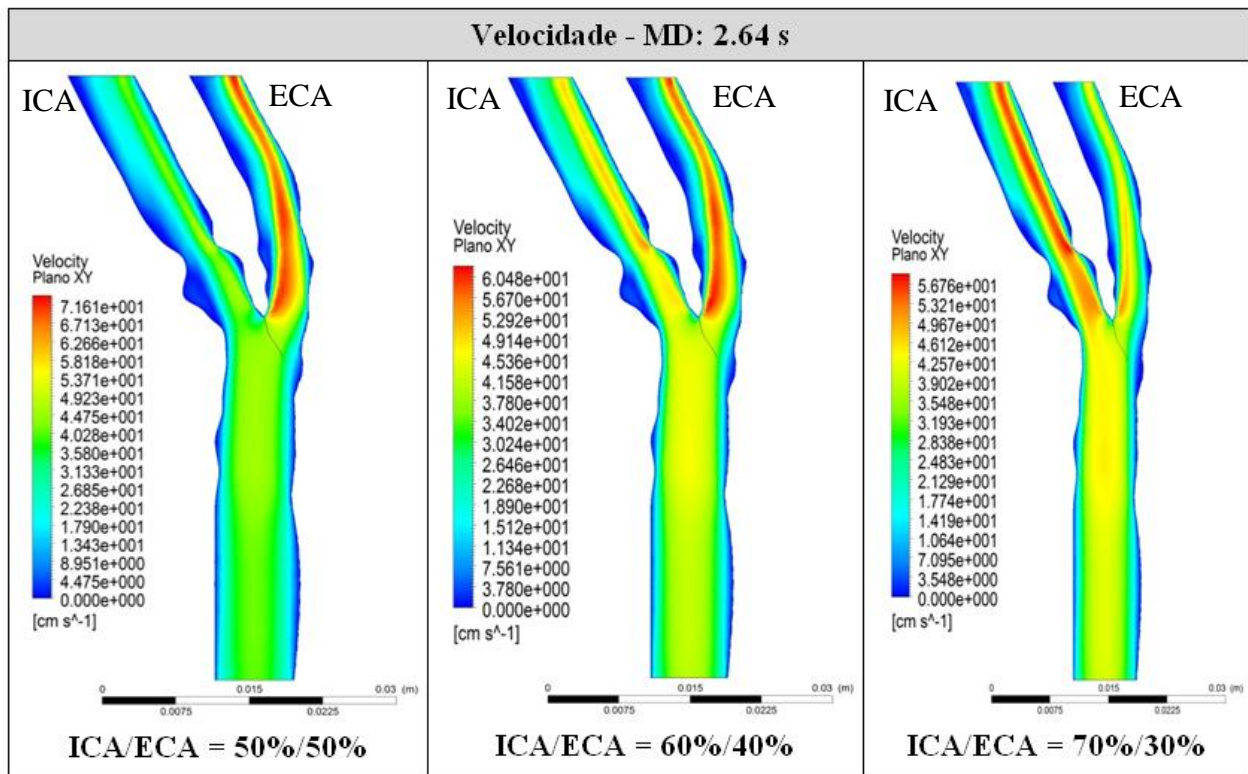 Velocidade - MD: 2.64 s
ICA
ECA
Velocity
Plano XY
7.161e+001
6.713e+001
6.266e+001
5.818e+001
5.371e+001
4.923e+001
4.475e+001
4.028e+001
3.580e+001
3.133e+001
2.685e+001
2.238e+001
1.790e+001
1.343e+001
8.951e+000
4.475e+000
0.000e+000
[cm s^-1]
0
0.015
0.03 (m)
0.0075
0.0225
ICA/ECA = 50%/50%
ICA
ECA
Velocity
Plano XY
6.048e+001
5.670e+001
5.292e+001
4.914e+001
4.536e+001
4.158e+001
3.780e+001
3.402e+001
3.024e+001
2.646e+001
2.268e+001
1.890e+001
1.512e+001
1.134e+001
7.561e+000
3.780e+000
0.000e+000
[cm s^-1]
0
0.015
0.03 (m)
0.0075
0.0225
ICA/ECA = 60%/40%
ICA
ECA
Velocity
Plano XY
5.676e+001
5.321e+001
4.967e+001
4.612e+001
4.257e+001
3.902e+001
3.548e+001
3.193e+001
2.838e+001
2.483e+001
2.129e+001
1.774e+001
1.419e+001
1.064e+001
7.095e+000
3.548e+000
0.000e+000
[cm s^-1]
0
0.015
0.03 (m)
0.0075
0.0225
ICA/ECA = 70%/30%